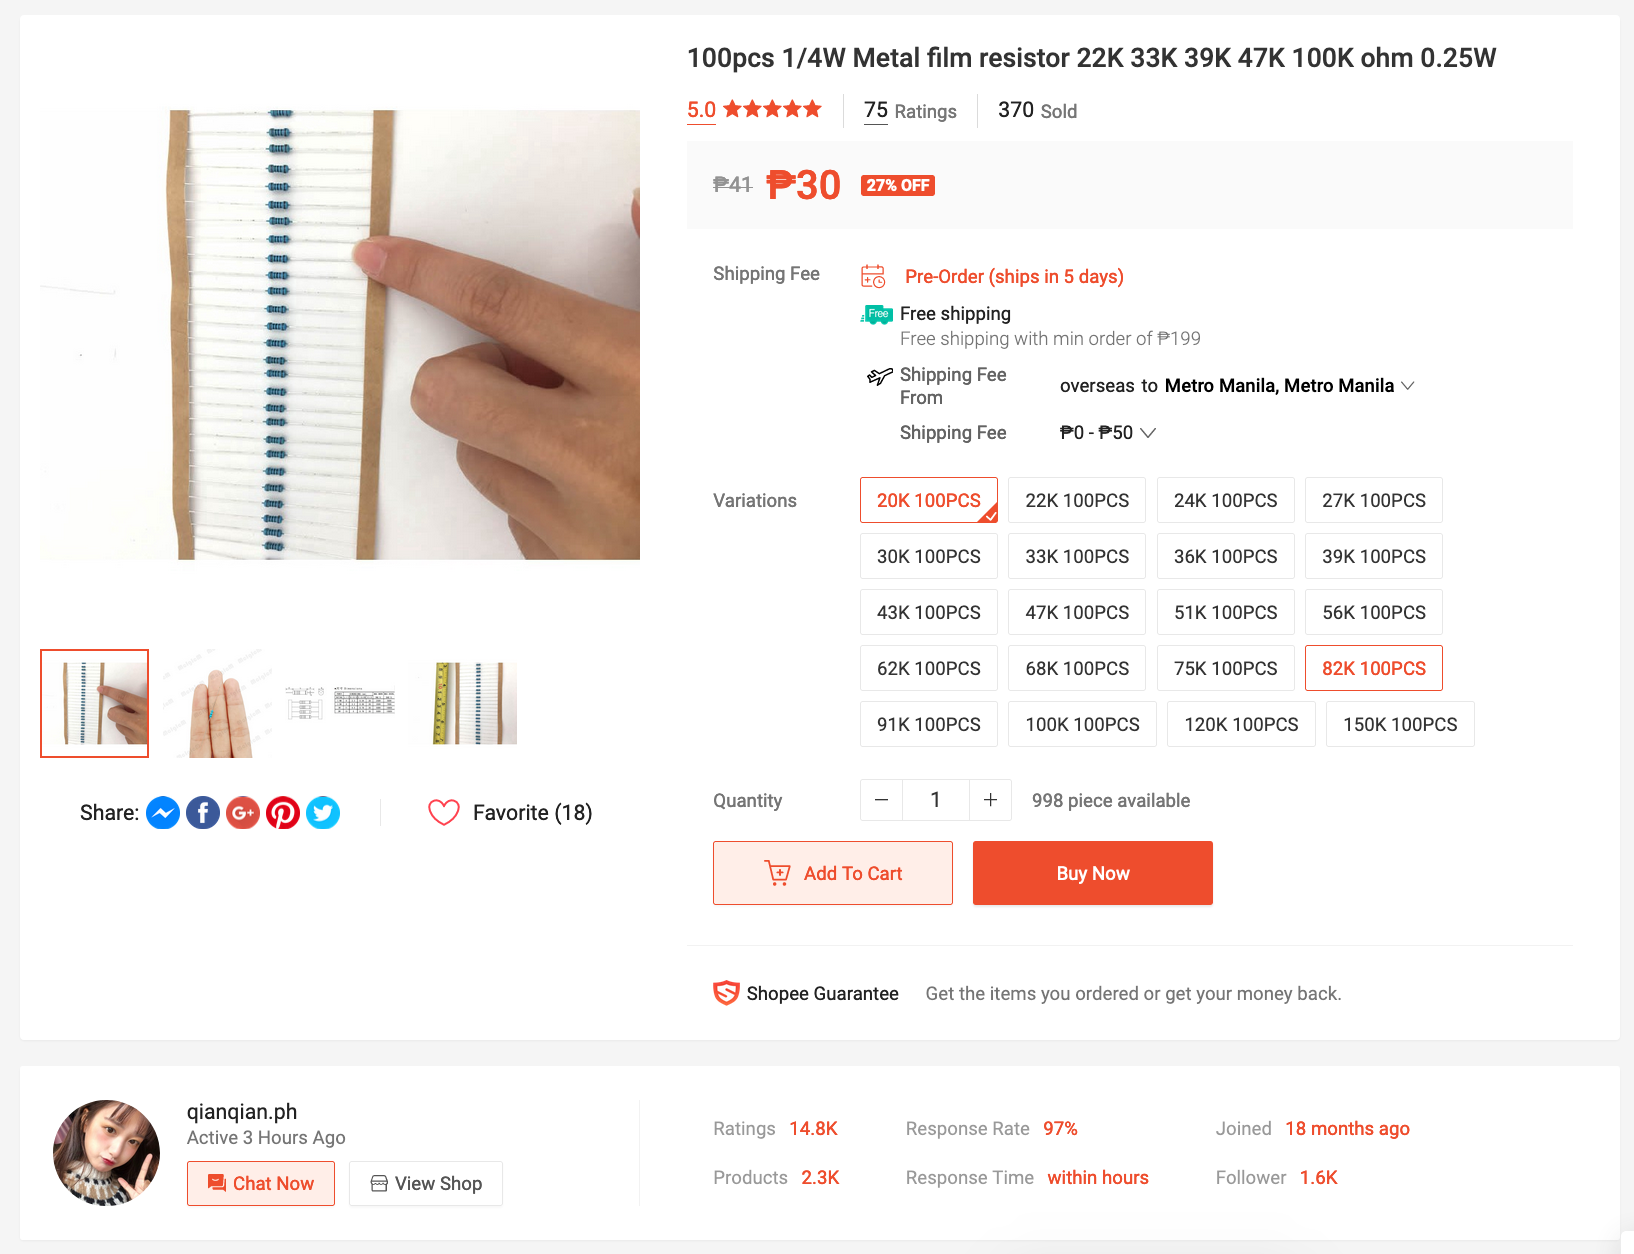 100pcs 1/4W Metal film resistor 22K 33K 39K 47K 100K ohm 0.25W
5.0
75 Ratings
370 Sold
₱41 ₱30 27% OFF
Shipping Fee
Pre-Order (ships in 5 days)
Free
Free shipping
Free shipping with min order of ₱199
Shipping Fee From
overseas to Metro Manila, Metro Manila
Shipping Fee
₱0 - ₱50
Variations
20K 100PCS
22K 100PCS
24K 100PCS
27K 100PCS
30K 100PCS
33K 100PCS
36K 100PCS
39K 100PCS
43K 100PCS
47K 100PCS
51K 100PCS
56K 100PCS
62K 100PCS
68K 100PCS
75K 100PCS
82K 100PCS
91K 100PCS
100K 100PCS
120K 100PCS
150K 100PCS
Quantity
1
998 piece available
Add To Cart
Buy Now
Share:
Favorite (18)
Shopee Guarantee
Get the items you ordered or get your money back.
qianqian.ph
Active 3 Hours Ago
Chat Now
View Shop
Ratings 14.8K
Response Rate 97%
Joined 18 months ago
Products 2.3K
Response Time within hours
Follower 1.6K